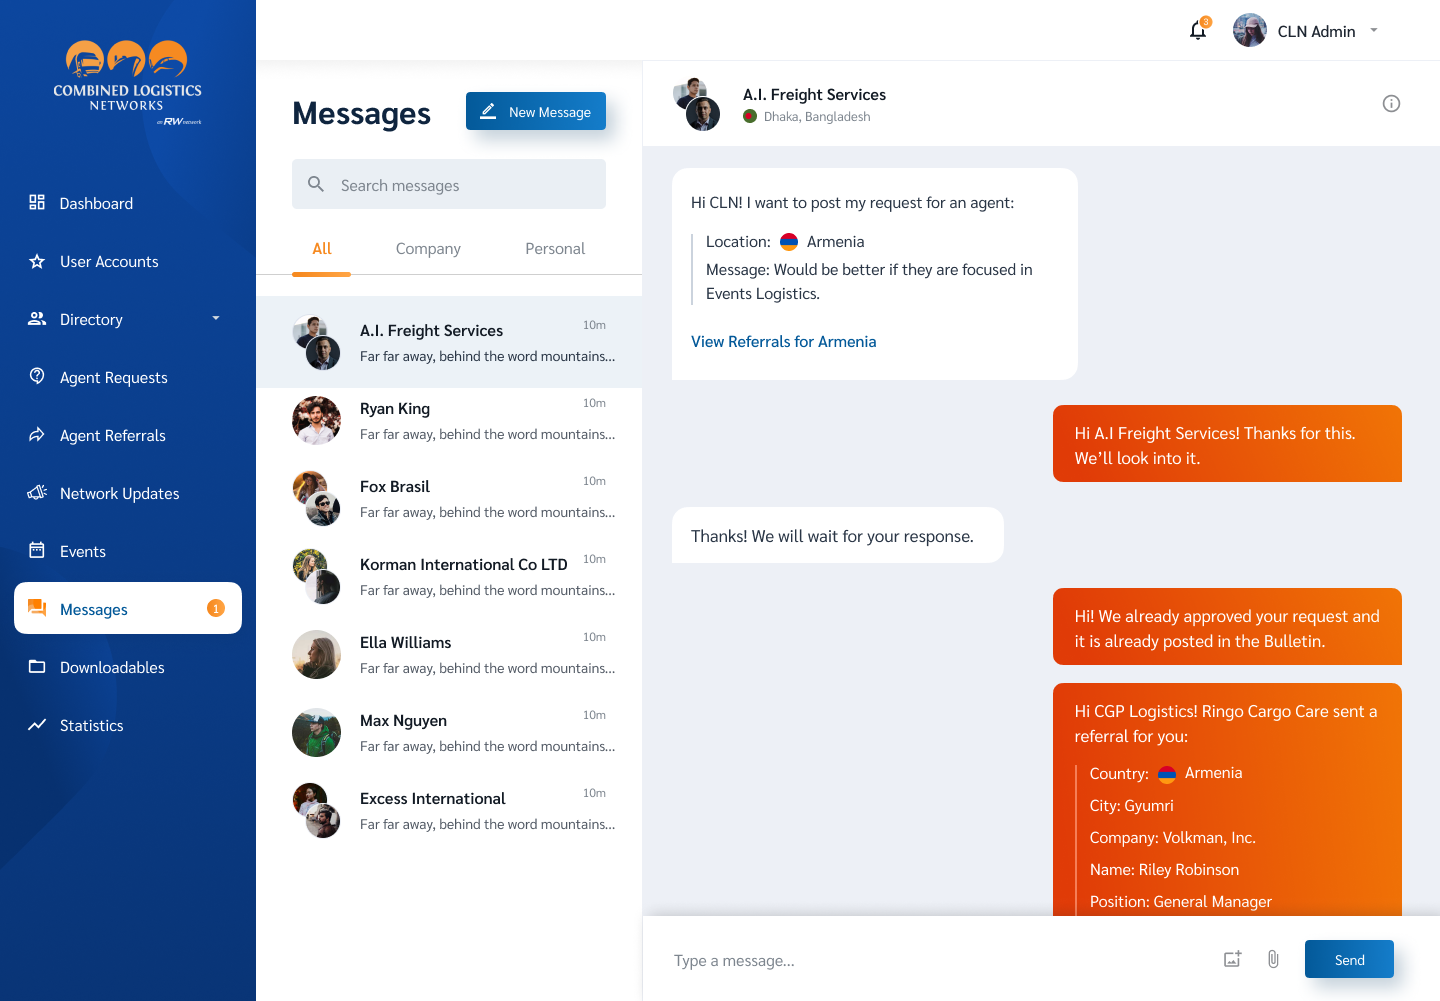 COMBINED LOGISTICS
NETWORKS
an RW network
Dashboard
User Accounts
Directory
Agent Requests
Agent Referrals
Network Updates
Events
Messages
1
Downloadables
Statistics
3
CLN Admin
Messages
New Message
Search messages
All
Company
Personal
A.I. Freight Services
10m
Far far away, behind the word mountains...
Ryan King
10m
Far far away, behind the word mountains...
Fox Brasil
10m
Far far away, behind the word mountains...
Korman International Co LTD
10m
Far far away, behind the word mountains...
Ella Williams
10m
Far far away, behind the word mountains...
Max Nguyen
10m
Far far away, behind the word mountains...
Excess International
10m
Far far away, behind the word mountains...
A.I. Freight Services
Dhaka, Bangladesh
Hi CLN! I want to post my request for an agent:
Location: Armenia
Message: Would be better if they are focused in
Events Logistics.
View Referrals for Armenia
Hi A.I Freight Services! Thanks for this.
We’ll look into it.
Thanks! We will wait for your response.
Hi! We already approved your request and
it is already posted in the Bulletin.
Hi CGP Logistics! Ringo Cargo Care sent a
referral for you:
Country: Armenia
City: Gyumri
Company: Volkman, Inc.
Name: Riley Robinson
Position: General Manager
Type a message...
Send